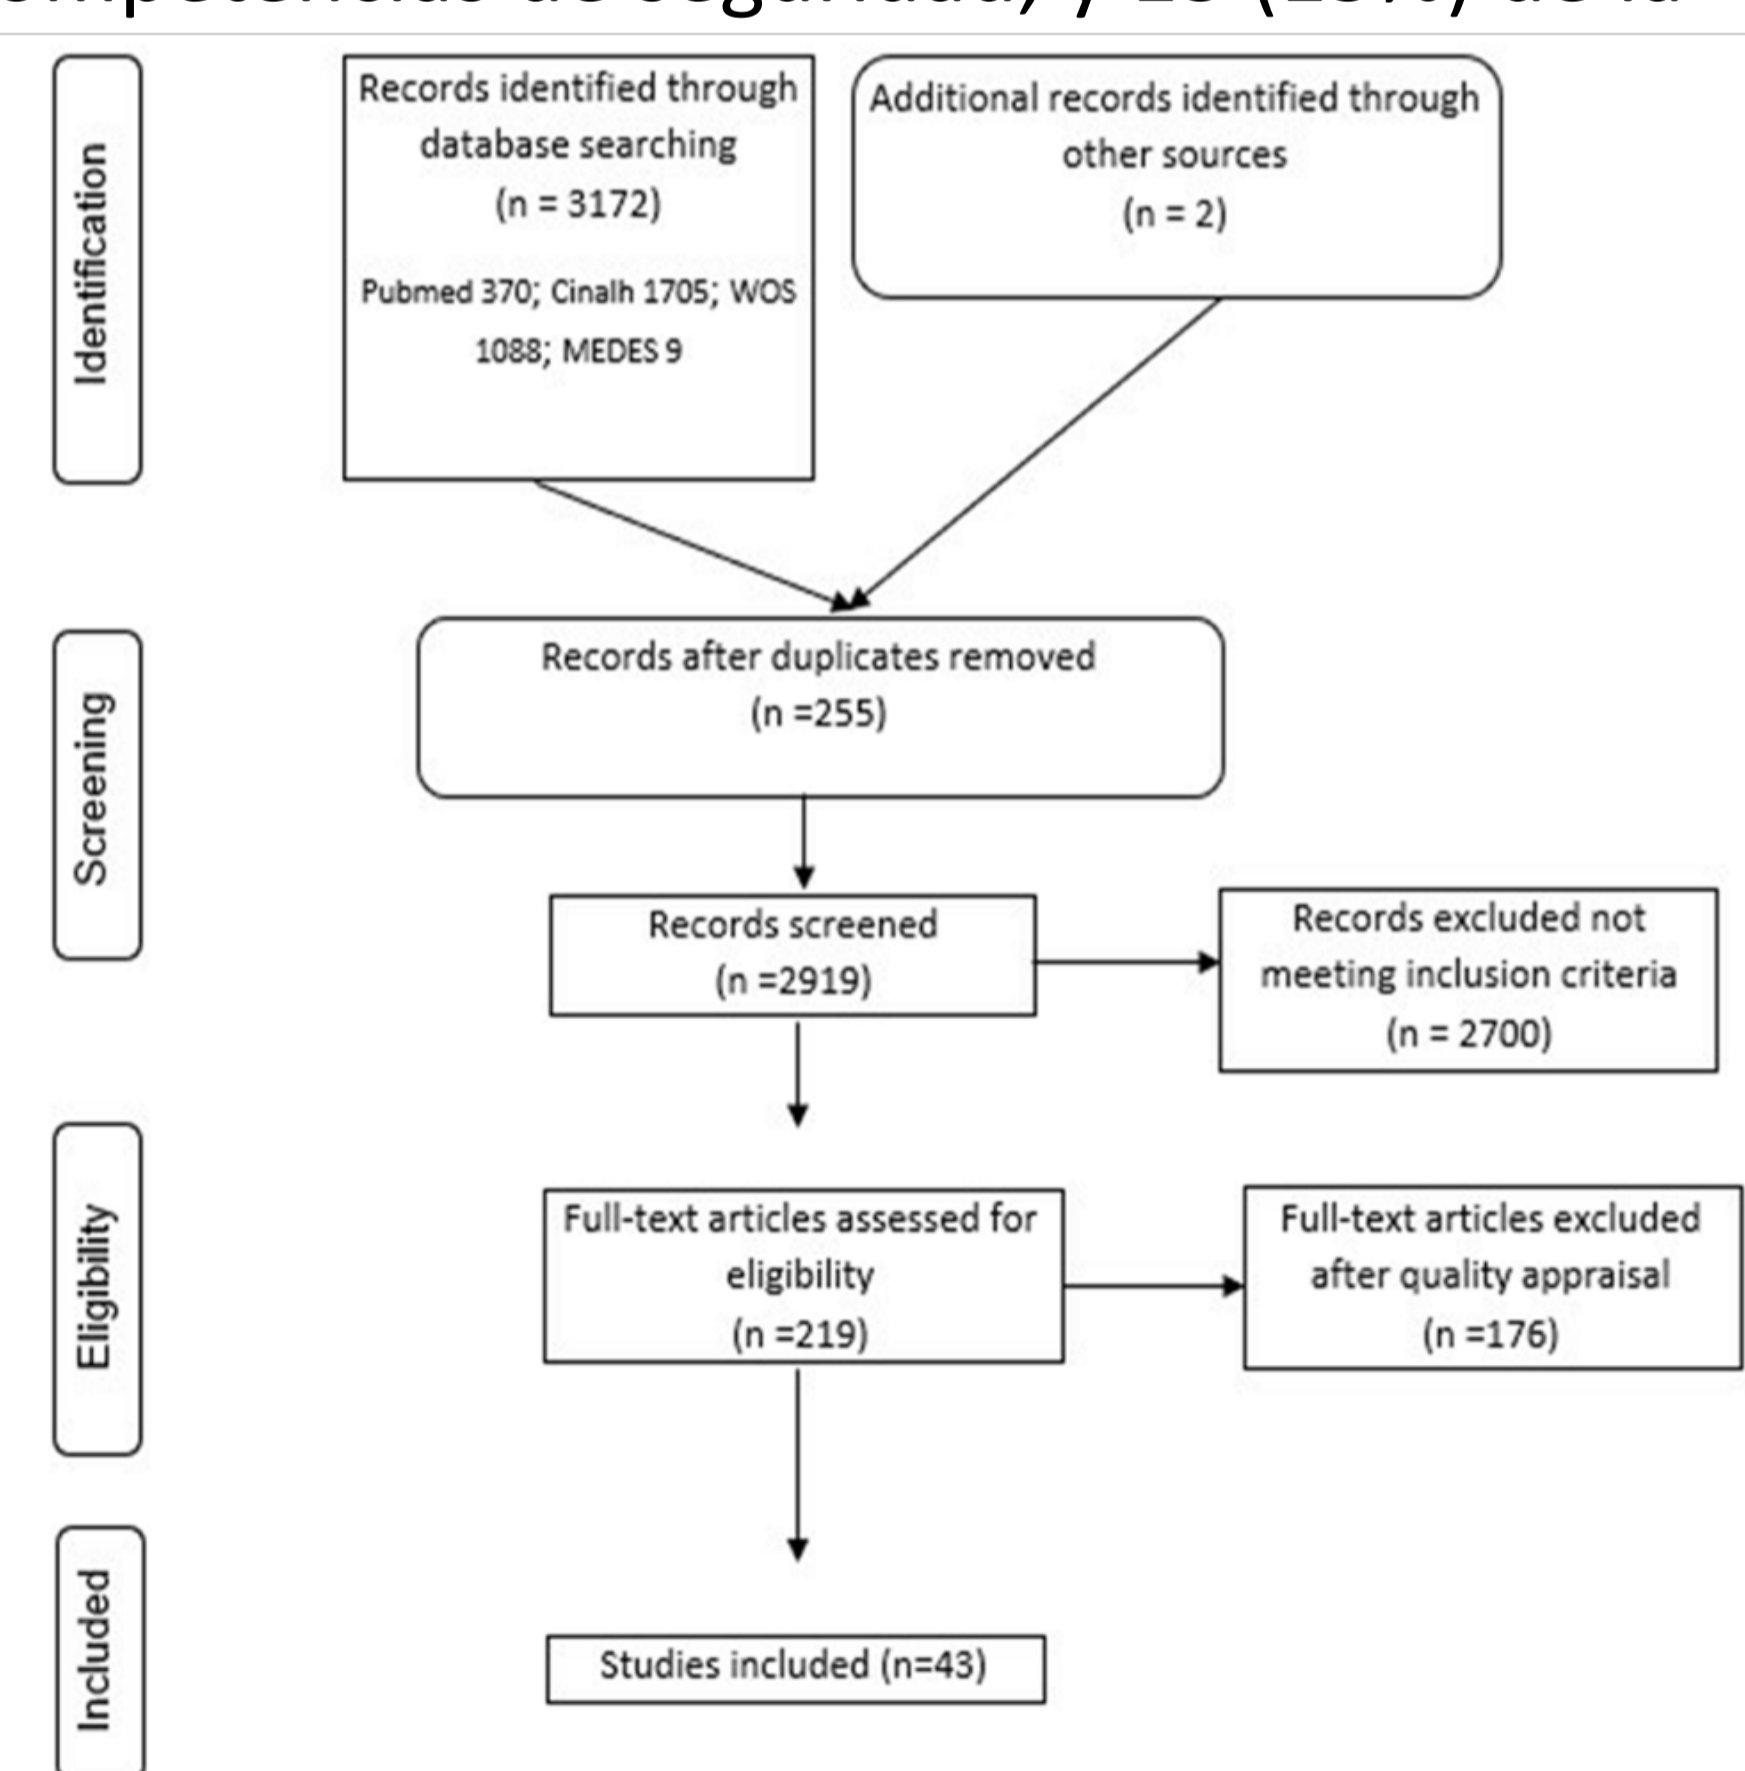 mpetencias de seguridad, y
Identification
Records identified through
database searching
(n = 3172)
Pubmed 370; Cinalh 1705; WOS
1088; MEDES 9
Additional records identified through
other sources
(n = 2)
Screening
Records after duplicates removed
(n =255)
Records screened
(n =2919)
Records excluded not
meeting inclusion criteria
(n = 2700)
Eligibility
Full-text articles assessed for
eligibility
(n =219)
Full-text articles excluded
after quality appraisal
(n =176)
Included
Studies included (n=43)